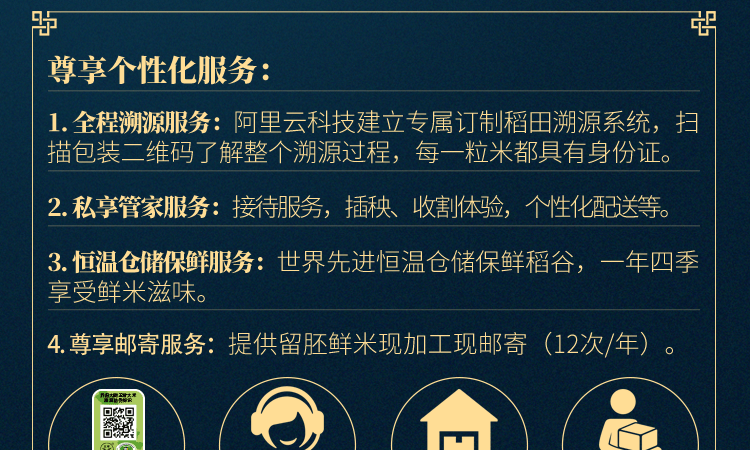 尊享个性化服务：
1. 全程溯源服务：阿里云科技建立专属订制稻田溯源系统，扫
描包装二维码了解整个溯源过程，每一粒米都具有身份证。
2. 私享管家服务：接待服务，插秧、收割体验，个性化配送等。
3. 恒温仓储保鲜服务：世界先进恒温仓储保鲜稻谷，一年四季
享受鲜米滋味。
4. 尊享邮寄服务：提供留胚鲜米现加工现邮寄（12次/年）。